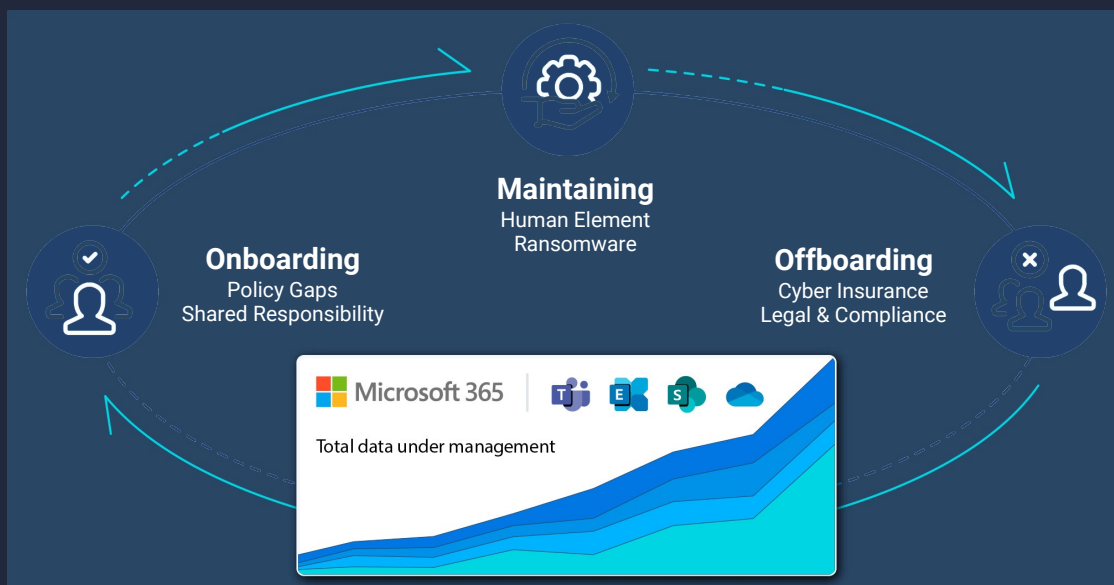 Maintaining
Human Element
Ransomware
Onboarding
Policy Gaps
Shared Responsibility
Offboarding
Cyber Insurance
Legal & Compliance
Microsoft 365
T
E
S
Total data under management